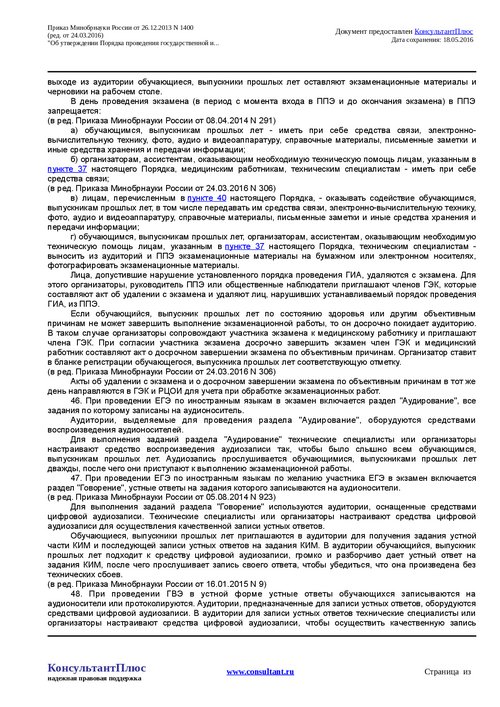 Приказ Минобрнауки России от 26.12.2013 N 1400
(ред. от 24.03.2016)
"Об утверждении Порядка проведения государственной и...
Документ предоставлен КонсультантПлюс
Дата сохранения: 18.05.2016
выходе из аудитории обучающиеся, выпускники прошлых лет оставляют экзаменационные материалы и
черновики на рабочем столе.
В день проведения экзамена (в период с момента входа в ППЭ и до окончания экзамена) в ППЭ
запрещается:
(в ред. Приказа Минобрнауки России от 08.04.2014 N 291)
а) обучающимся, выпускникам прошлых лет - иметь при себе средства связи, электронно-
вычислительную технику, фото, аудио и видеоаппаратуру, справочные материалы, письменные заметки и
иные средства хранения и передачи информации;
б) организаторам, ассистентам, оказывающим необходимую техническую помощь лицам, указанным в
пункте 37 настоящего Порядка, медицинским работникам, техническим специалистам - иметь при себе
средства связи;
(в ред. Приказа Минобрнауки России от 24.03.2016 N 306)
в) лицам, перечисленным в пункте 40 настоящего Порядка, - оказывать содействие обучающимся,
выпускникам прошлых лет, в том числе передавать им средства связи, электронно-вычислительную технику,
фото, аудио и видеоаппаратуру, справочные материалы, письменные заметки и иные средства хранения и
передачи информации;
г) обучающимся, выпускникам прошлых лет, организаторам, ассистентам, оказывающим необходимую
техническую помощь лицам, указанным в пункте 37 настоящего Порядка, техническим специалистам -
выносить из аудиторий и ППЭ экзаменационные материалы на бумажном или электронном носителях,
фотографировать экзаменационные материалы.
Лица, допустившие нарушение установленного порядка проведения ГИА, удаляются с экзамена. Для
этого организаторы, руководитель ППЭ или общественные наблюдатели приглашают членов ГЭК, которые
составляют акт об удалении с экзамена и удаляют лиц, нарушивших устанавливаемый порядок проведения
ГИА, из ППЭ.
Если обучающийся, выпускник прошлых лет по состоянию здоровья или другим объективным
причинам не может завершить выполнение экзаменационной работы, то он досрочно покидает аудиторию.
В таком случае организаторы сопровождают участника экзамена к медицинскому работнику и приглашают
члена ГЭК. При согласии участника экзамена досрочно завершить экзамен член ГЭК и медицинский
работник составляют акт о досрочном завершении экзамена по объективным причинам. Организатор ставит
в бланке регистрации обучающегося, выпускника прошлых лет соответствующую отметку.
(в ред. Приказа Минобрнауки России от 24.03.2016 N 306)
Акты об удалении с экзамена и о досрочном завершении экзамена по объективным причинам в тот же
день направляются в ГЭК и РЦОИ для учета при обработке экзаменационных работ.
46. При проведении ЕГЭ по иностранным языкам в экзамен включается раздел "Аудирование", все
задания по которому записаны на аудионоситель.
Аудитории, выделяемые для проведения раздела "Аудирование", оборудуются средствами
воспроизведения аудионосителей.
Для выполнения заданий раздела "Аудирование" технические специалисты или организаторы
настраивают средство воспроизведения аудиозаписи так, чтобы было слышно всем обучающимся,
выпускникам прошлых лет. Аудиозапись прослушивается обучающимися, выпускниками прошлых лет
дважды, после чего они приступают к выполнению экзаменационной работы.
47. При проведении ЕГЭ по иностранным языкам по желанию участника ЕГЭ в экзамен включается
раздел "Говорение", устные ответы на задания которого записываются на аудионосители.
(в ред. Приказа Минобрнауки России от 05.08.2014 N 923)
Для выполнения заданий раздела "Говорение" используются аудитории, оснащенные средствами
цифровой аудиозаписи. Технические специалисты или организаторы настраивают средства цифровой
аудиозаписи для осуществления качественной записи устных ответов.
Обучающиеся, выпускники прошлых лет приглашаются в аудитории для получения задания устной
части КИМ и последующей записи устных ответов на задания КИМ. В аудитории обучающийся, выпускник
прошлых лет подходит к средству цифровой аудиозаписи, громко и разборчиво дает устный ответ на
задания КИМ, после чего прослушивает запись своего ответа, чтобы убедиться, что она произведена без
технических сбоев.
(в ред. Приказа Минобрнауки России от 16.01.2015 N 9)
48. При проведении ГВЭ в устной форме устные ответы обучающихся записываются на
аудионосители или протоколируются. Аудитории, предназначенные для записи устных ответов, оборудуются
средствами цифровой аудиозаписи. В аудитории для записи устных ответов технические специалисты или
организаторы настраивают средства цифровой аудиозаписи, чтобы осуществить качественную запись
КонсультантПлюс
надежная правовая поддержка
www.consultant.ru
Страница из